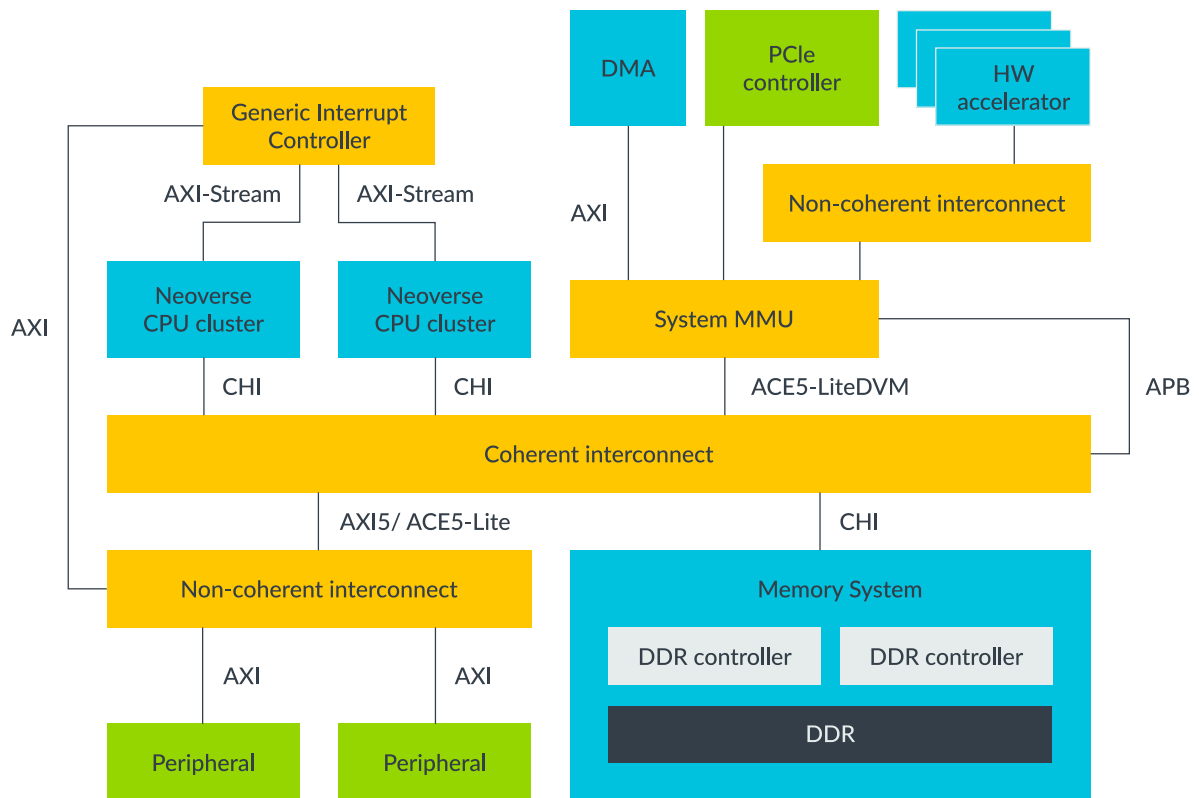 DMA
PCIe
controller
HW
accelerator
Generic Interrupt
Controller
AXI-Stream
AXI-Stream
AXI
Non-coherent interconnect
Neoverse
CPU cluster
Neoverse
CPU cluster
System MMU
AXI
CHI
CHI
ACE5-LiteDVM
APB
Coherent interconnect
AXI5/ ACE5-Lite
CHI
Non-coherent interconnect
Memory System
DDR controller
DDR controller
AXI
AXI
DDR
Peripheral
Peripheral